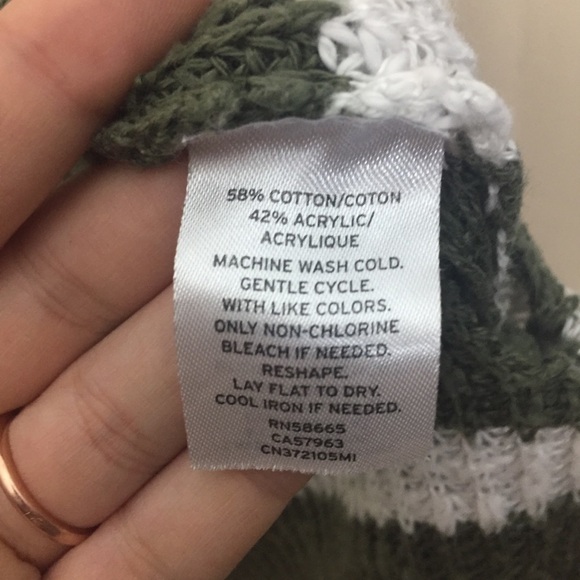 58% COTTON/COTON
42% ACRYLIC/
ACRYLIQUE
MACHINE WASH COLD.
GENTLE CYCLE.
WITH LIKE COLORS.
ONLY NON-CHLORINE
BLEACH IF NEEDED.
RESHAPE.
LAY FLAT TO DRY.
COOL IRON IF NEEDED.
RN58665
CA57963
CN372105MI